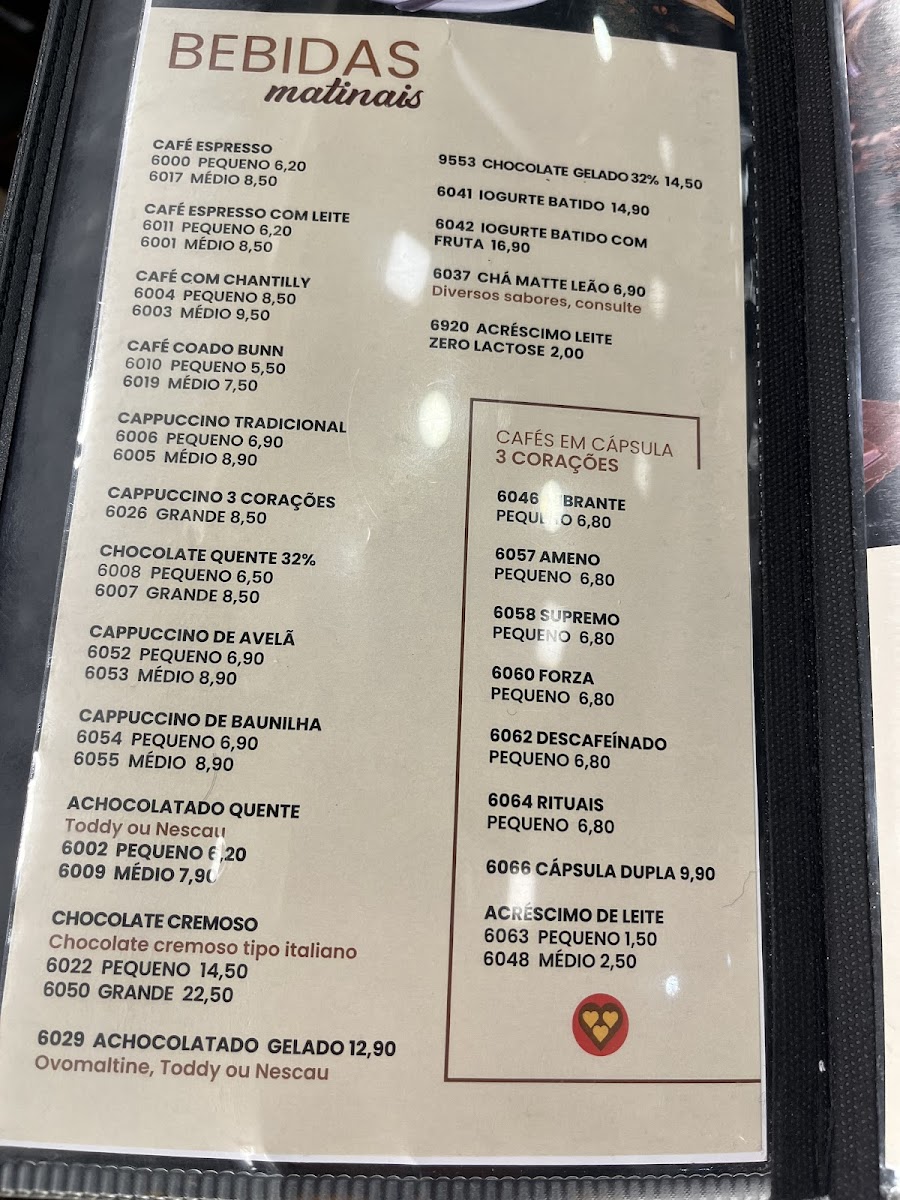 BEBIDAS
matinais
CAFÉ ESPRESSO
6000 PEQUENO 6,20
6017 MÉDIO 8,50
CAFÉ ESPRESSO COM LEITE
6011 PEQUENO 6,20
6001 MÉDIO 8,50
CAFÉ COM CHANTILLY
6004 PEQUENO 8,50
6003 MÉDIO 9,50
CAFÉ COADO BUNN
6010 PEQUENO 5,50
6019 MÉDIO 7,50
CAPPUCCINO TRADICIONAL
6006 PEQUENO 6,90
6005 MÉDIO 8,90
CAPPUCCINO 3 CORAÇÕES
6026 GRANDE 8,50
CHOCOLATE QUENTE 32%
6008 PEQUENO 6,50
6007 GRANDE 8,50
CAPPUCCINO DE AVELÃ
6052 PEQUENO 6,90
6053 MÉDIO 8,90
CAPPUCCINO DE BAUNILHA
6054 PEQUENO 6,90
6055 MÉDIO 8,90
ACHOCOLATADO QUENTE
Toddy ou Nescau
6002 PEQUENO 6,20
6009 MÉDIO 7,90
CHOCOLATE CREMOSO
Chocolate cremoso tipo italiano
6022 PEQUENO 14,50
6050 GRANDE 22,50
6029 ACHOCOLATADO GELADO 12,90
Ovomaltine, Toddy ou Nescau
9553 CHOCOLATE GELADO 32% 14,50
6041 IOGURTE BATIDO 14,90
6042 IOGURTE BATIDO COM
FRUTA 16,90
6037 CHÁ MATTE LEÃO 6,90
Diversos sabores, consulte
6920 ACRÉSCIMO LEITE
ZERO LACTOSE 2,00
CAFÉS EM CÁPSULA
3 CORAÇÕES
6046 VIBRANTE
PEQUENO 6,80
6057 AMENO
PEQUENO 6,80
6058 SUPREMO
PEQUENO 6,80
6060 FORZA
PEQUENO 6,80
6062 DESCAFEÍNADO
PEQUENO 6,80
6064 RITUAIS
PEQUENO 6,80
6066 CÁPSULA DUPLA 9,90
ACRÉSCIMO DE LEITE
6063 PEQUENO 1,50
6048 MÉDIO 2,50